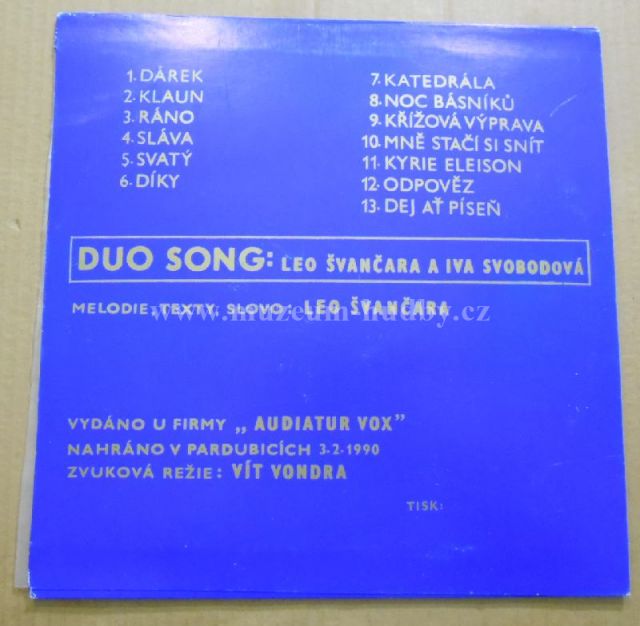 1. DÁREK
2. KLAUN
3. RÁNO
4. SLÁVA
5. SVATÝ
6. DÍKY
7. KATEDRÁLA
8. NOC BÁSNÍKŮ
9. KŘÍŽOVÁ VÝPRAVA
10. MNĚ STAČÍ SI SNÍT
11. KYRIE ELEISON
12. ODPOVĚZ
13. DEJ AŤ PÍSEŇ
DUO SONG: LEO ŠVANČARA A IVA SVOBODOVÁ
MELODIE, TEXTY, SLOVO: LEO ŠVANČARA
www.muzeum-hudby.cz
VYDÁNO U FIRMY „AUDIATUR VOX"
NAHRÁNO V PARDUBICÍCH 3-2-1990
ZVUKOVÁ REŽIE: VÍT VONDRA
TISK: